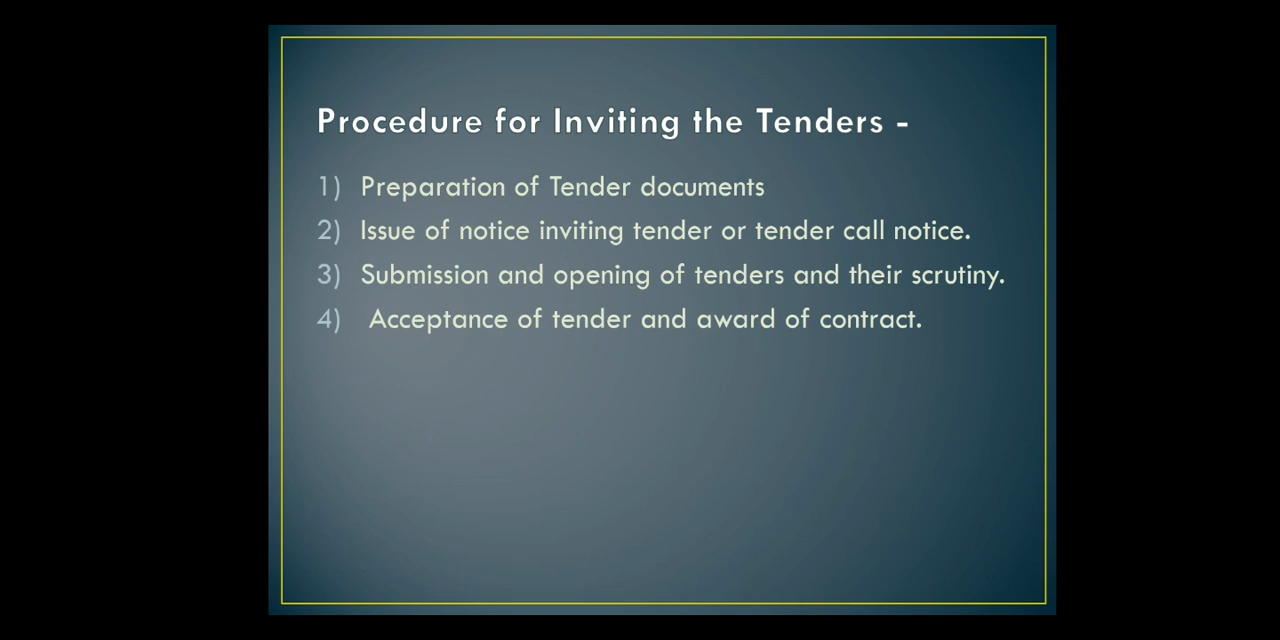 Procedure for Inviting the Tenders -
1) Preparation of Tender documents
2) Issue of notice inviting tender or tender call notice.
3) Submission and opening of tenders and their scrutiny.
4) Acceptance of tender and award of contract.